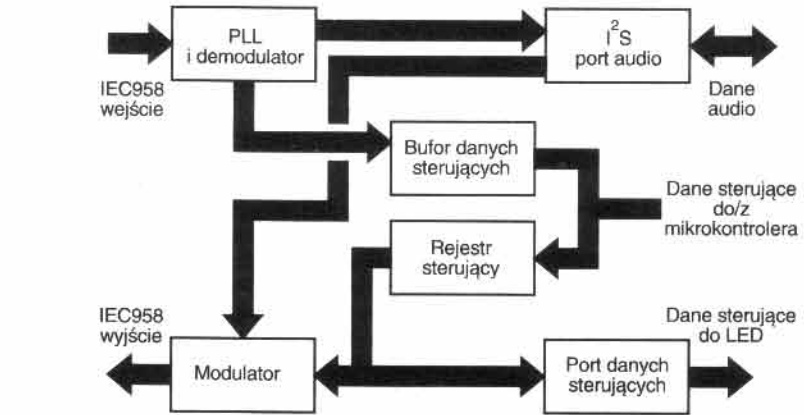 PLL
i demodulator
I²S
port audio
IEC958
wejście
Dane
audio
Bufor danych
sterujących
Dane sterujące
do/z
mikrokontrolera
Rejestr
sterujący
IEC958
wyjście
Modulator
Dane sterujące
do LED
Port danych
sterujących